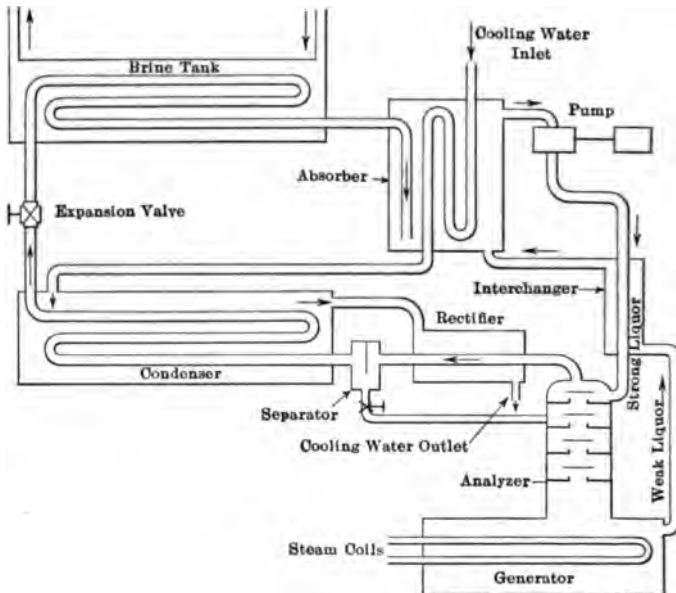 Cooling Water
Inlet
Brine Tank
Pump
Absorber
Expansion Valve
Interchanger
Rectifier
Strong Liquor
Condenser
Separator
Cooling Water Outlet
Analyzer
Weak Liquor
Steam Coils
Generator